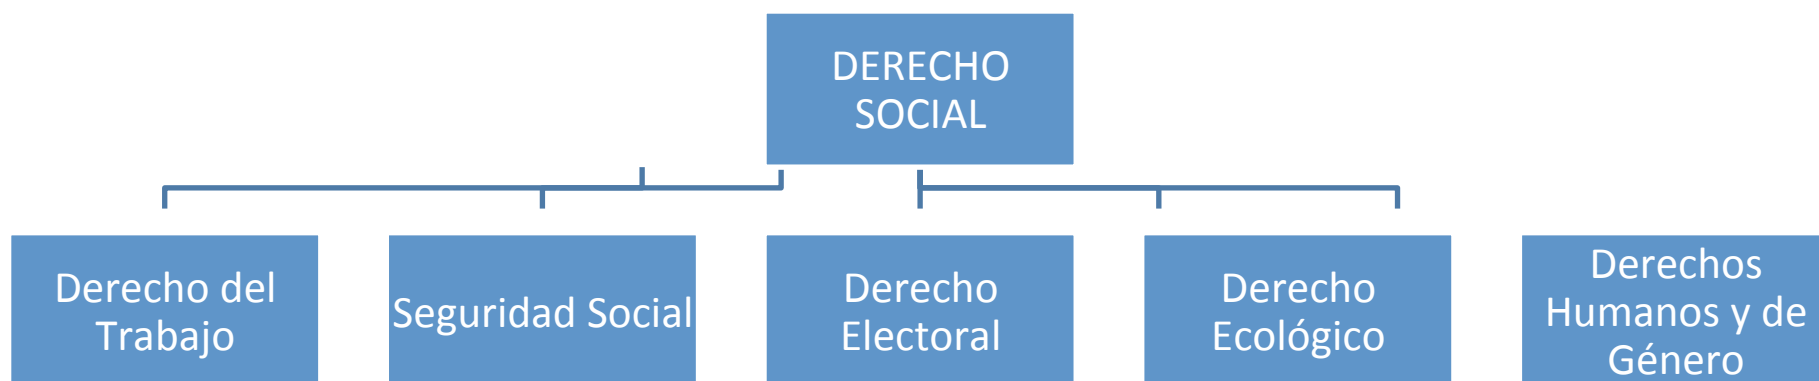 DERECHO
SOCIAL
Derecho del
Trabajo
Seguridad Social
Derecho
Electoral
Derecho
Ecológico
Derechos
Humanos y de
Género